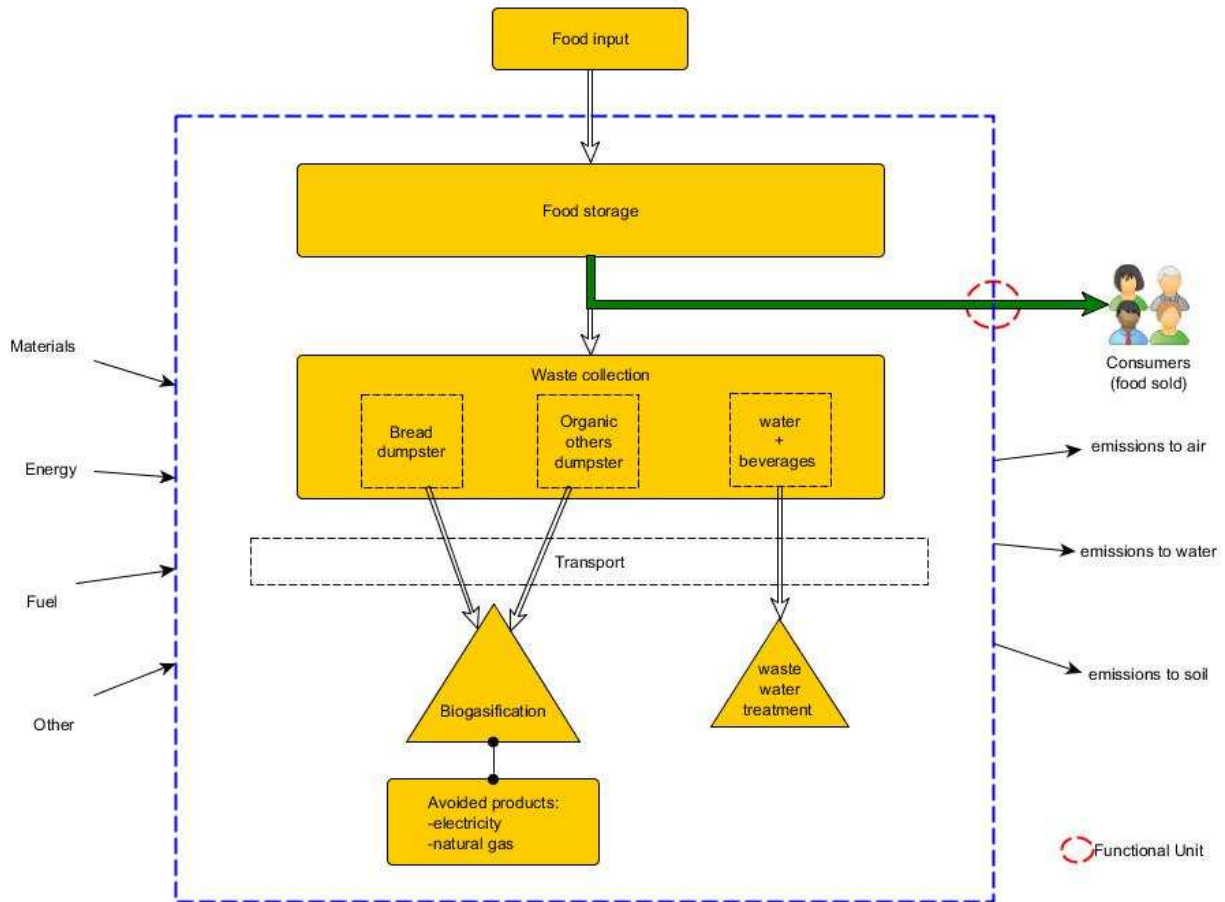 Food input
Food storage
Consumers
(food sold)
Materials
Energy
Fuel
Other
Waste collection
Bread
dumpster
Organic
others
dumpster
water
+
beverages
Transport
Biogasification
waste
water
treatment
Avoided products:
-electricity
-natural gas
emissions to air
emissions to water
emissions to soil
Functional Unit